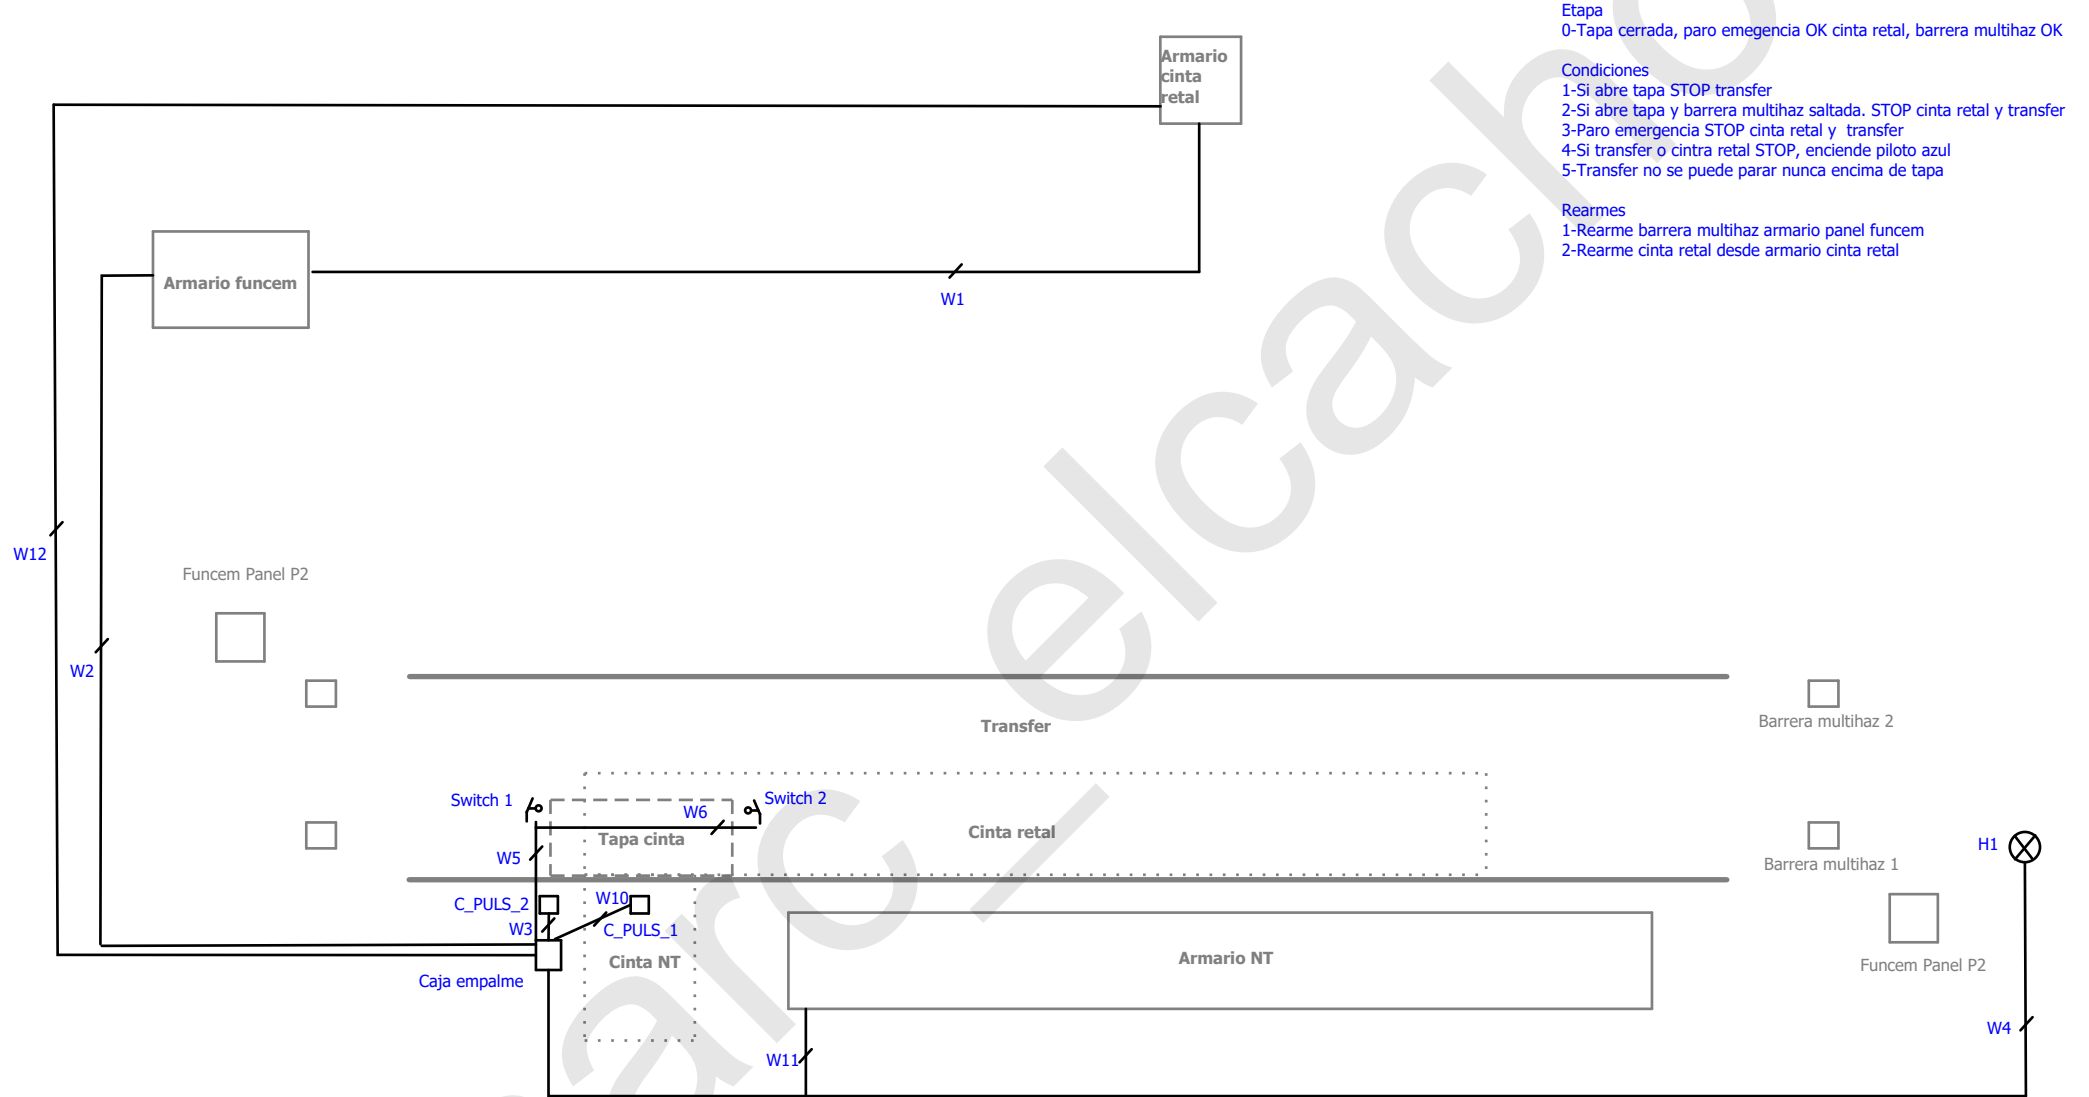 Etapa
0-Tapa cerrada, paro emegencia OK cinta retal, barrera multihaz OK
Condiciones
1-Si abre tapa STOP transfer
2-Si abre tapa y barrera multihaz saltada. STOP cinta retal y transfer
3-Paro emergencia STOP cinta retal y  transfer
4-Si transfer o cintra retal STOP, enciende piloto azul
5-Transfer no se puede parar nunca encima de tapa
Rearmes
1-Rearme barrera multihaz armario panel funcem
2-Rearme cinta retal desde armario cinta retal
Armario
cinta
retal
Armario funcem
W1
W12
Funcem Panel P2
W2
Transfer
Barrera multihaz 2
Switch 1
Switch 2
W6
Tapa cinta
Cinta retal
W5
H1
Barrera multihaz 1
C_PULS_2
W10
W3
C_PULS_1
Cinta NT
Armario NT
Funcem Panel P2
Caja empalme
W4
W11
arc_elcacho